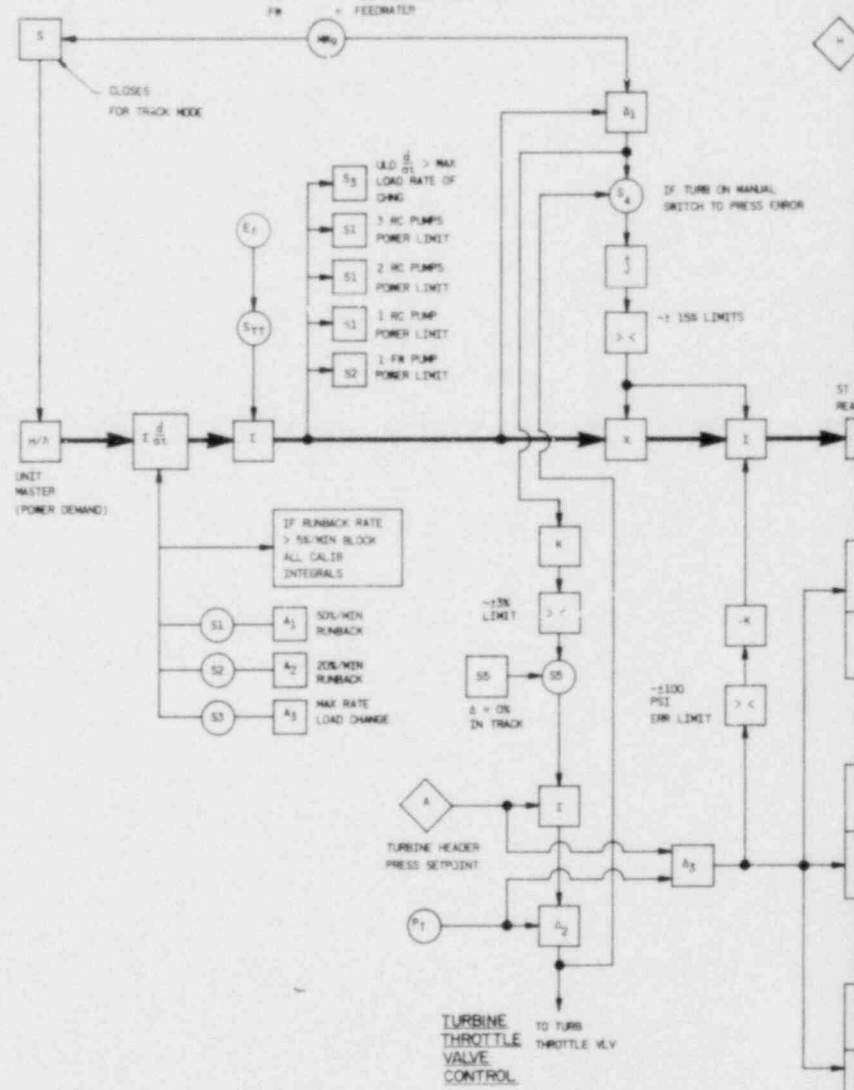 FW = FEEDWATER
S
MWg
H
CLOSES
FOR TRACK MODE
Δ1
S3
ULD d/dt > MAX
LOAD RATE OF
CHNG
S4
IF TURB ON MANUAL
SWITCH TO PRESS ERROR
Ef
S1
3 RC PUMPS
POWER LIMIT
∫
S1
2 RC PUMPS
POWER LIMIT
STT
S1
1 RC PUMP
POWER LIMIT
> <
~± 15% LIMITS
S2
1 FW PUMP
POWER LIMIT
ST
REA
H/A
Σ d/dt
Σ
X
Σ
UNIT
MASTER
(POWER DEMAND)
IF RUNBACK RATE
> 5%/MIN BLOCK
ALL CALIB
INTEGRALS
K
~±3%
LIMIT
> <
-K
S1
A1
50%/MIN
RUNBACK
S2
A2
20%/MIN
RUNBACK
S5
S5
Δ = 0%
IN TRACK
~±100
PSI
ERR LIMIT
> <
S3
A3
MAX RATE
LOAD CHANGE
A
Σ
TURBINE HEADER
PRESS SETPOINT
Δ3
PT
Δ2
TURBINE
THROTTLE
VALVE
CONTROL
TO TURB
THROTTLE VLV